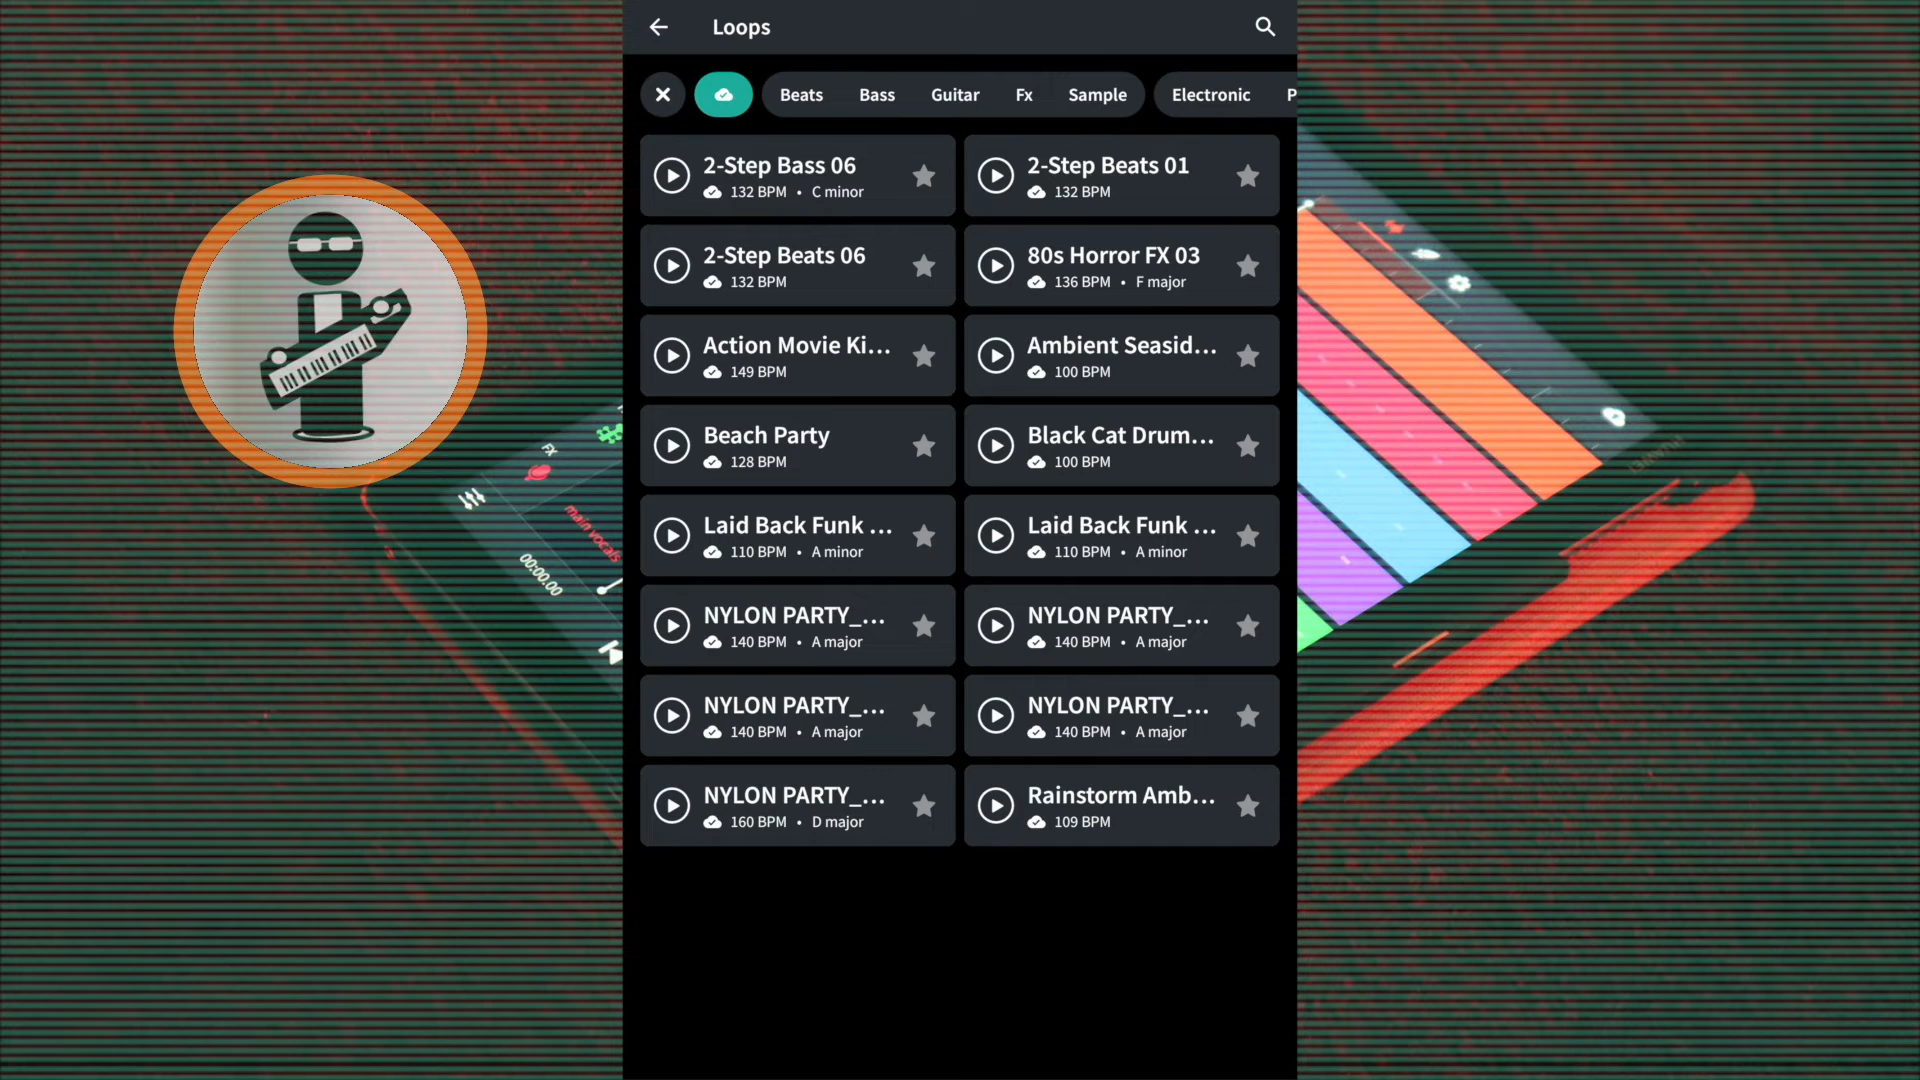 Loops
Beats Bass Guitar Fx Sample Electronic P
2-Step Bass 06
132 BPM • C minor
2-Step Beats 01
132 BPM
2-Step Beats 06
132 BPM
80s Horror FX 03
136 BPM • F major
Action Movie Ki...
149 BPM
Ambient Seasid...
100 BPM
Beach Party
128 BPM
Black Cat Drum...
100 BPM
Laid Back Funk ...
110 BPM • A minor
Laid Back Funk ...
110 BPM • A minor
NYLON PARTY_...
140 BPM • A major
NYLON PARTY_...
140 BPM • A major
NYLON PARTY_...
140 BPM • A major
NYLON PARTY_...
140 BPM • A major
NYLON PARTY_...
160 BPM • D major
Rainstorm Amb...
109 BPM
FX
main vocals
00:00.00
HUAWEI